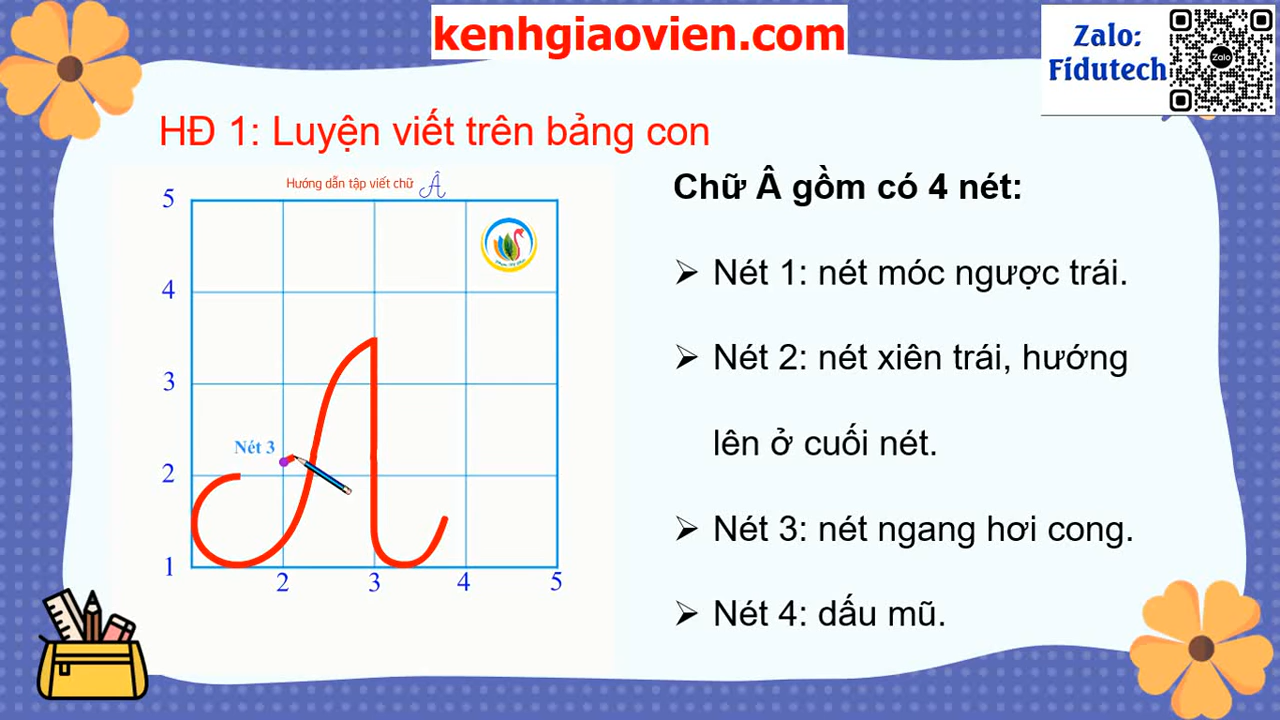 kenhgiaovien.com
Zalo:
Fidutech
Zalo
HĐ 1: Luyện viết trên bảng con
Hướng dẫn tập viết chữ Â
5
4
3
2
1
2
3
4
5
Nét 3
Chữ Â gồm có 4 nét:
Nét 1: nét móc ngược trái.
Nét 2: nét xiên trái, hướng
lên ở cuối nét.
Nét 3: nét ngang hơi cong.
Nét 4: dấu mũ.